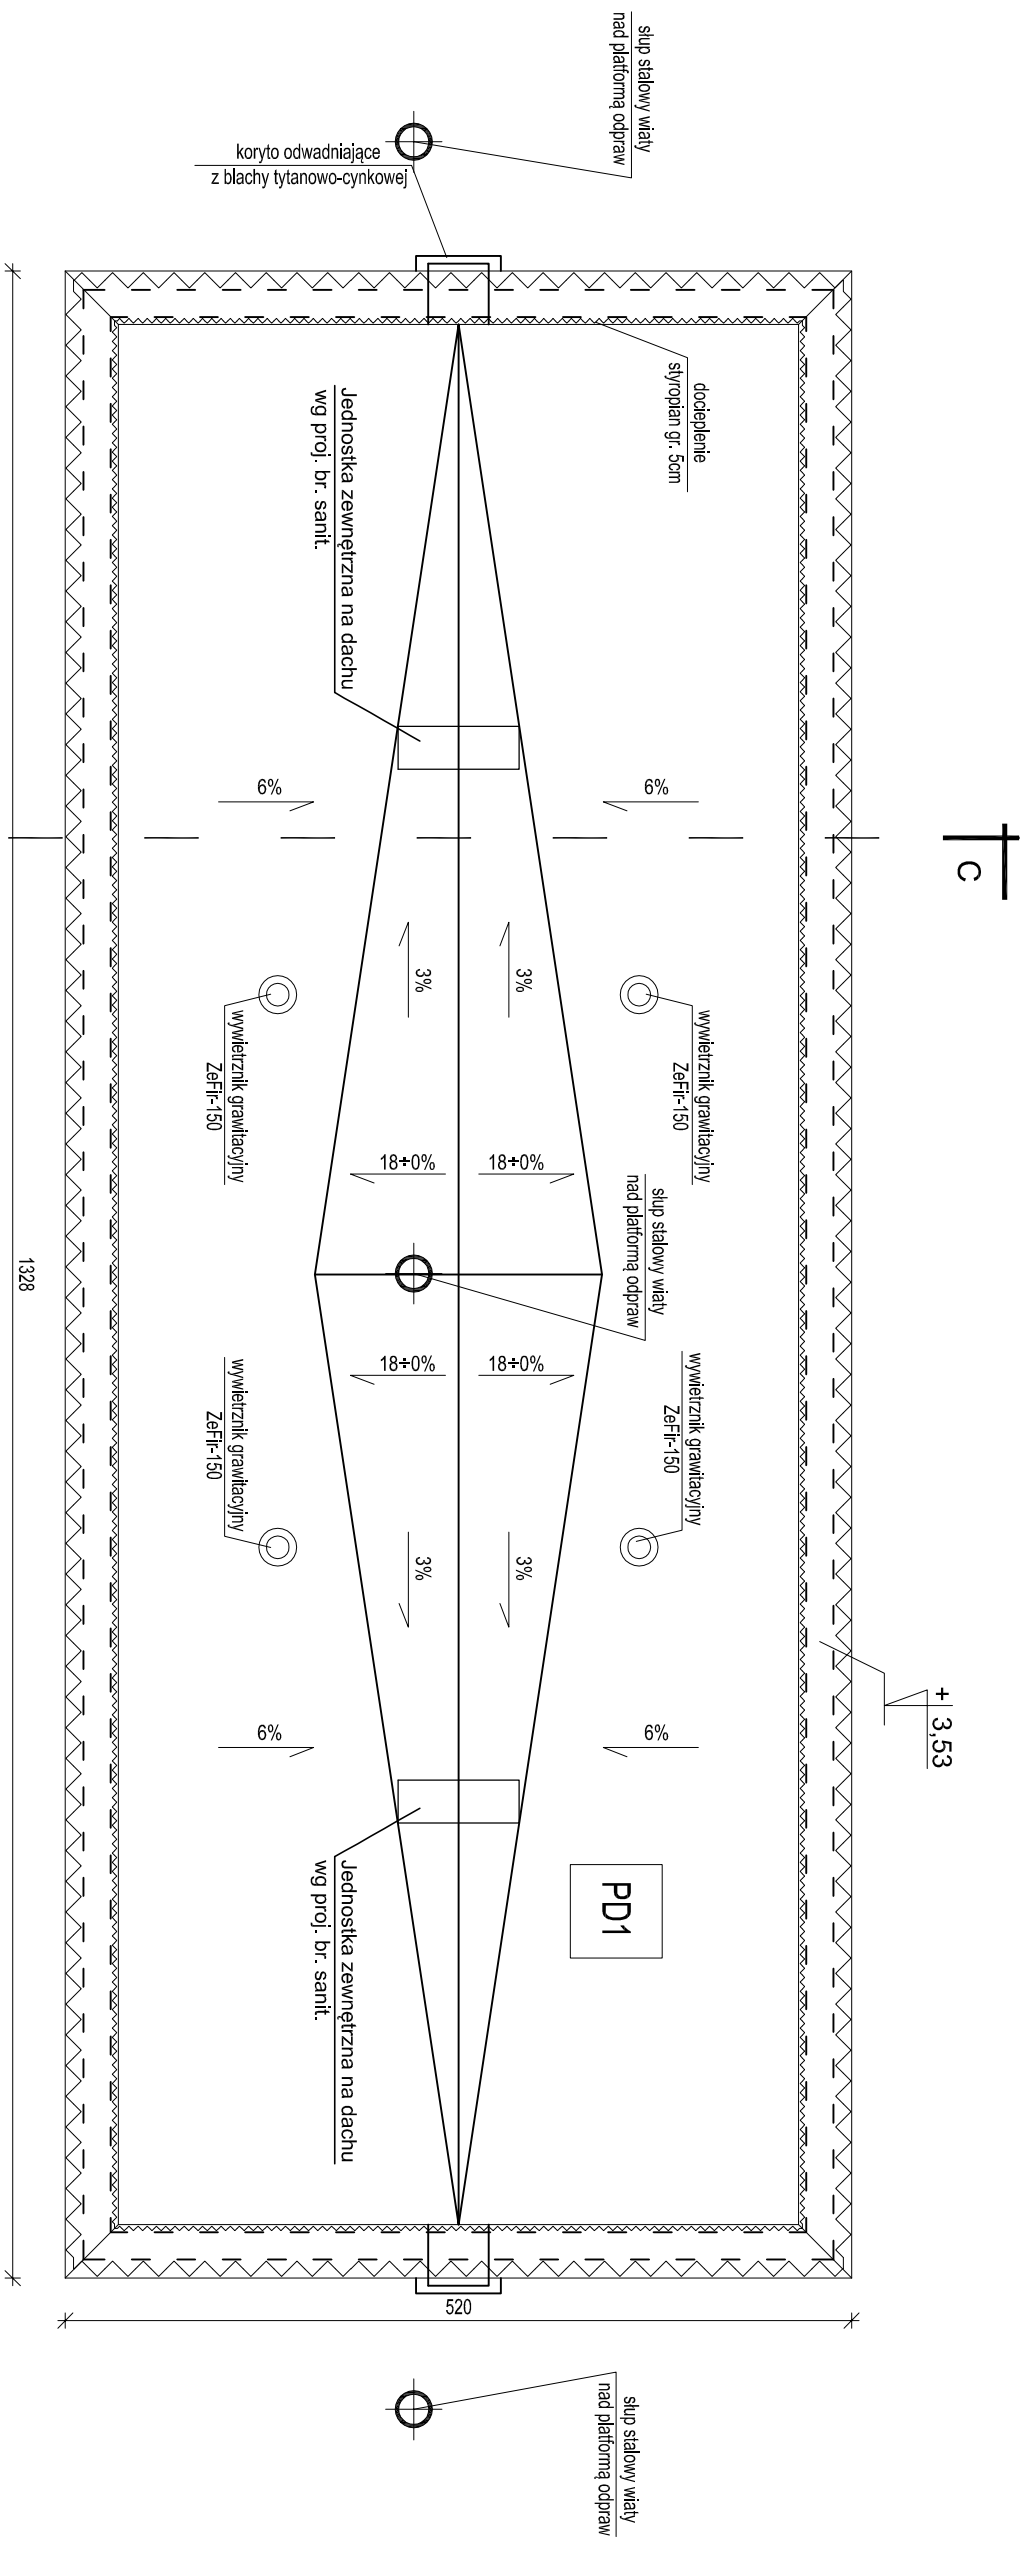 słup stalowy wiaty
nad platformą odpraw
koryto odwadniające
z blachy tytanowo-cynkowej
docieplenie
styropian gr. 5cm
Jednostka zewnętrzna na dachu
wg proj. br. sanit.
6%
6%
C
3%
3%
wywietrznik grawitacyjny
ZeFir-150
wywietrznik grawitacyjny
ZeFir-150
18÷0%
18÷0%
słup stalowy wiaty
nad platformą odpraw
1328
18÷0%
18÷0%
wywietrznik grawitacyjny
ZeFir-150
wywietrznik grawitacyjny
ZeFir-150
3%
3%
+ 3,53
6%
6%
PD1
Jednostka zewnętrzna na dachu
wg proj. br. sanit.
520
słup stalowy wiaty
nad platformą odpraw